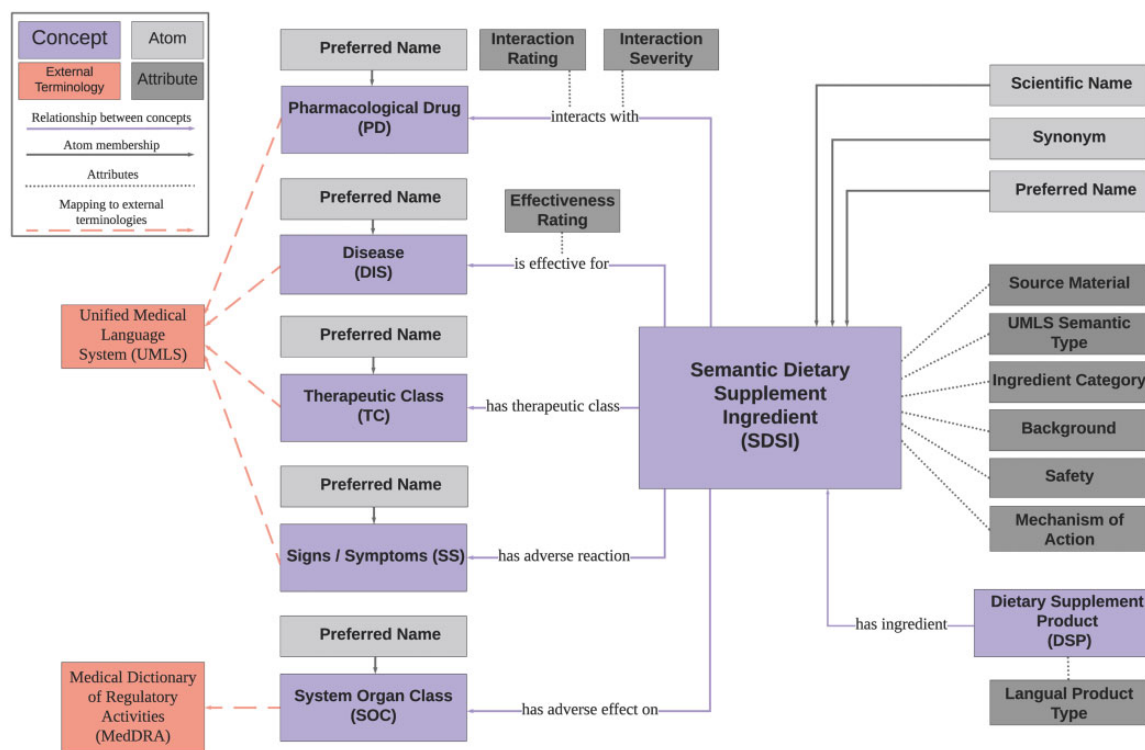 Concept
Atom
External
Terminology
Attribute
Relationship between concepts
Atom membership
Attributes
Mapping to external
terminologies
Preferred Name
Pharmacological Drug
(PD)
Interaction
Rating
Interaction
Severity
interacts with
Preferred Name
Disease
(DIS)
Effectiveness
Rating
is effective for
Unified Medical
Language
System (UMLS)
Preferred Name
Therapeutic Class
(TC)
has therapeutic class
Preferred Name
Signs / Symptoms (SS)
has adverse reaction
Preferred Name
System Organ Class
(SOC)
has adverse effect on
Medical Dictionary
of Regulatory
Activities
(MedDRA)
Semantic Dietary
Supplement
Ingredient
(SDSI)
Scientific Name
Synonym
Preferred Name
Source Material
UMLS Semantic
Type
Ingredient Category
Background
Safety
Mechanism of
Action
has ingredient
Dietary Supplement
Product
(DSP)
Langual Product
Type